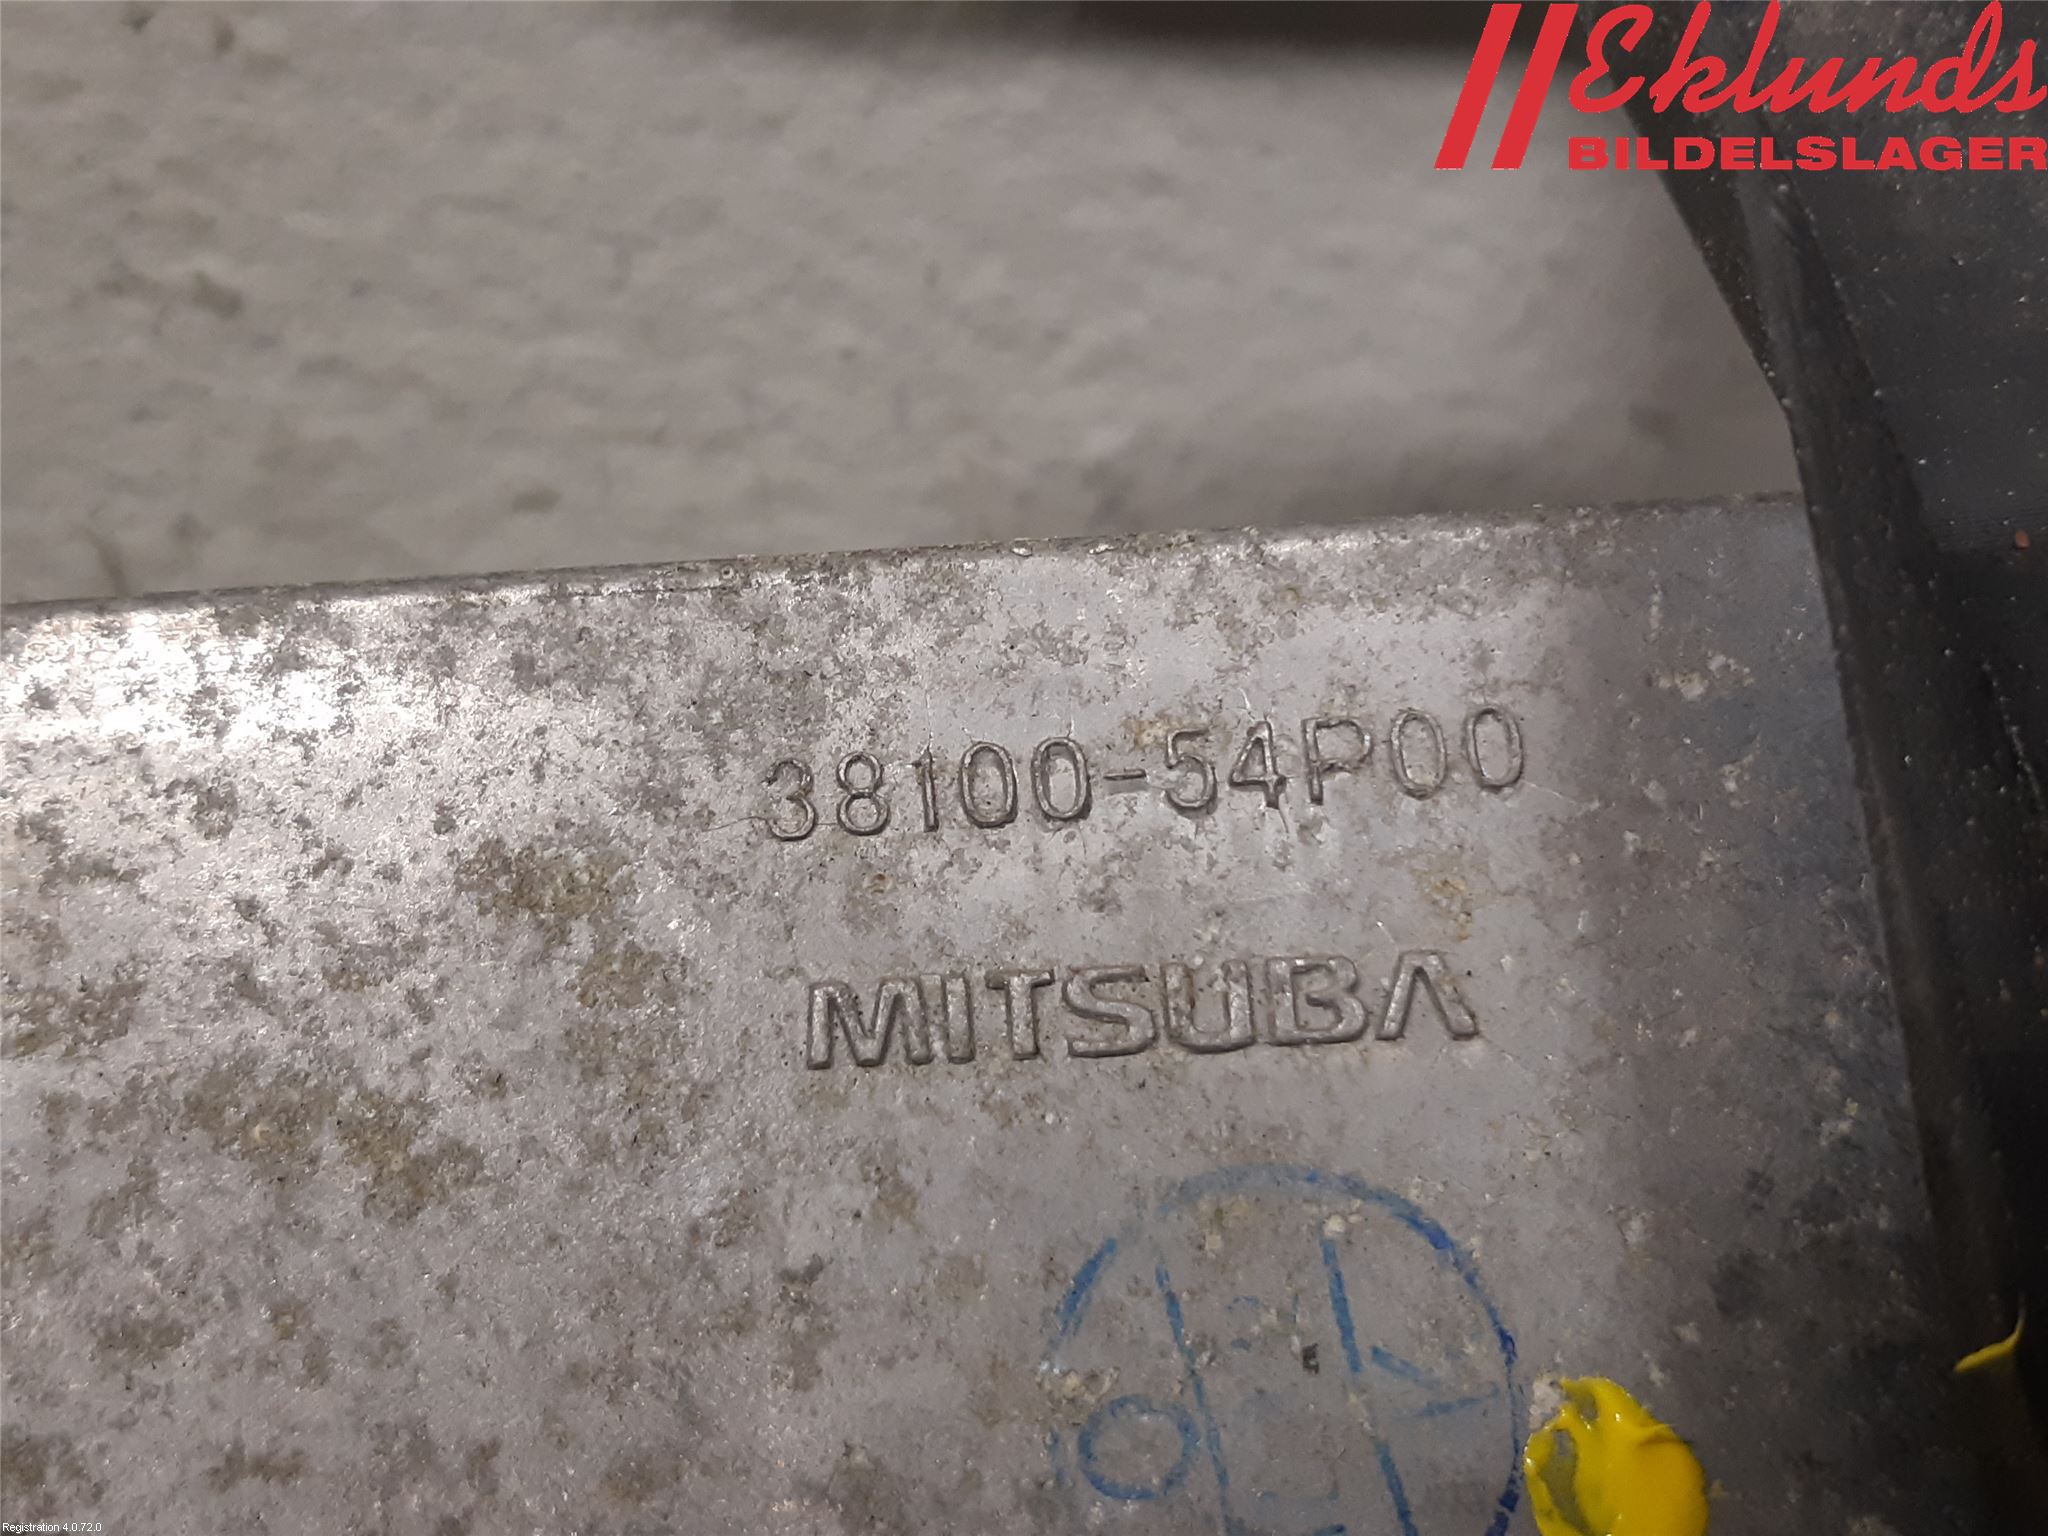 Eklunds
BILDELSLAGER
38100-54P00
MITSUBA
Registration 4.0.72.0